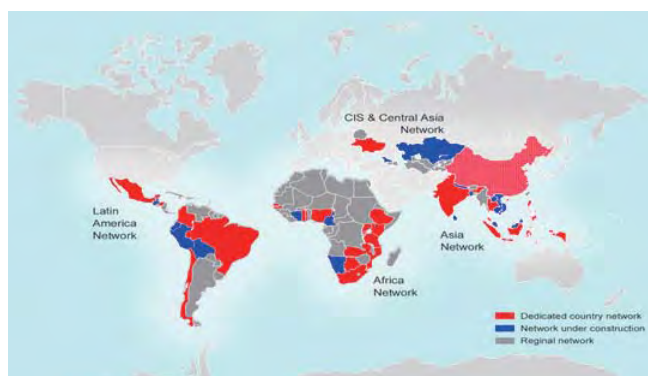 CIS & Central Asia
Network
Latin
America
Network
Asia
Network
Africa
Network
Dedicated country network
Network under construction
Reginal network